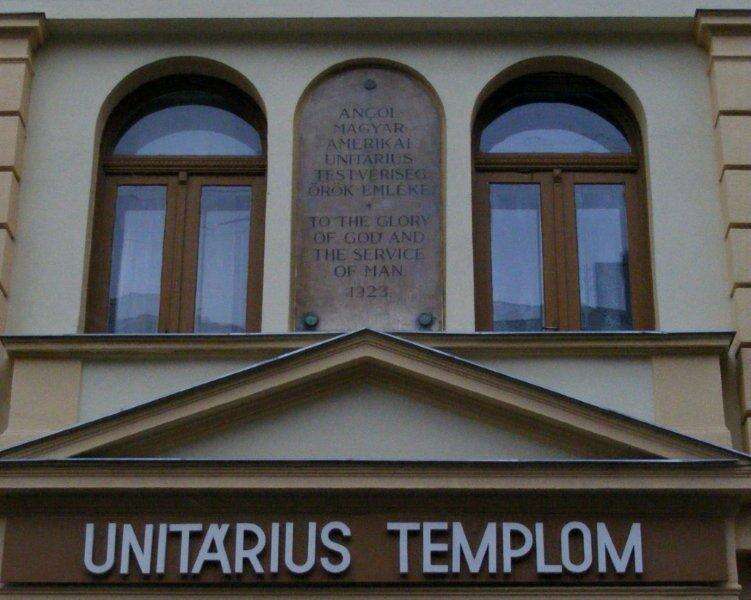 ANGOL
MAGYAR
AMERIKAI
UNITÁRIUS
TESTVÉRISÉG
ÖRÖK EMLÉKE
TO THE GLORY
OF GOD AND
THE SERVICE
OF MAN
1923
UNITÁRIUS TEMPLOM